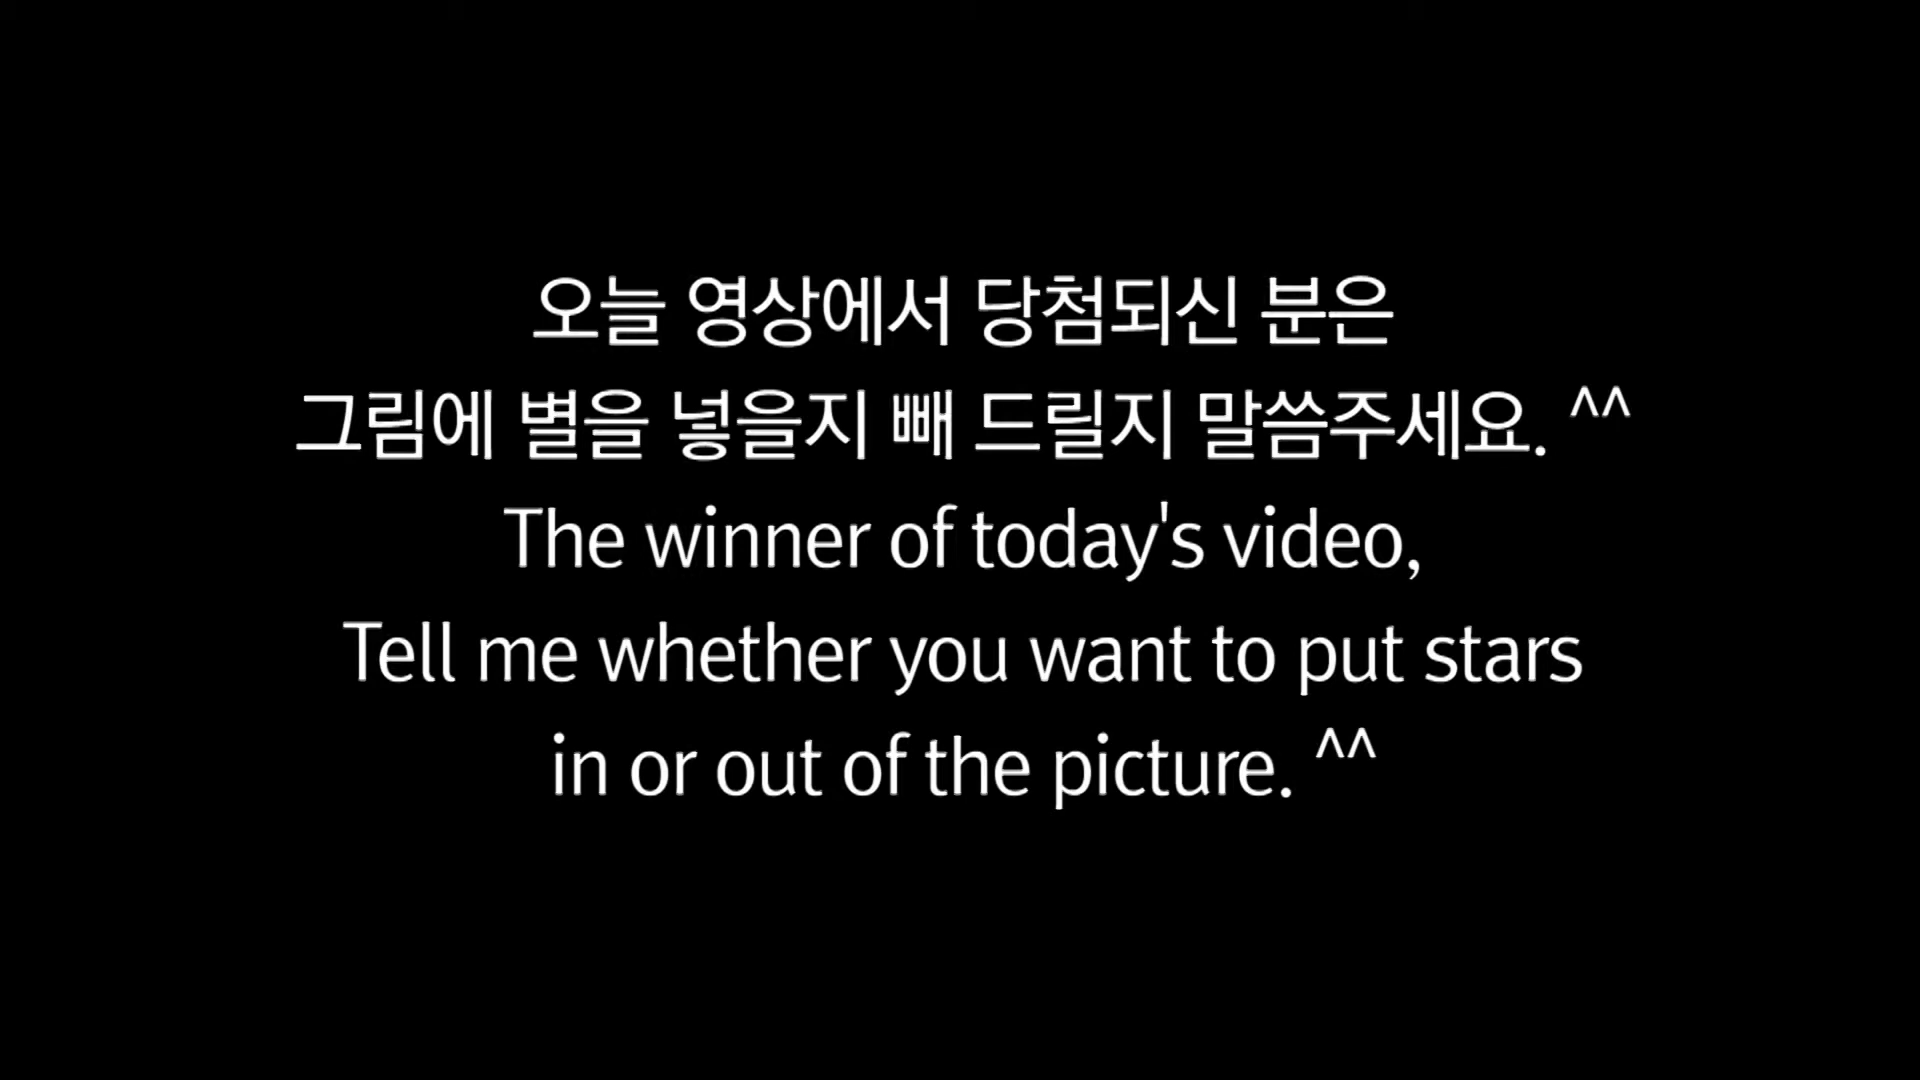 오늘 영상에서 당첨되신 분은
그림에 별을 넣을지 빼 드릴지 말씀주세요. ^^
The winner of today's video,
Tell me whether you want to put stars
in or out of the picture. ^^